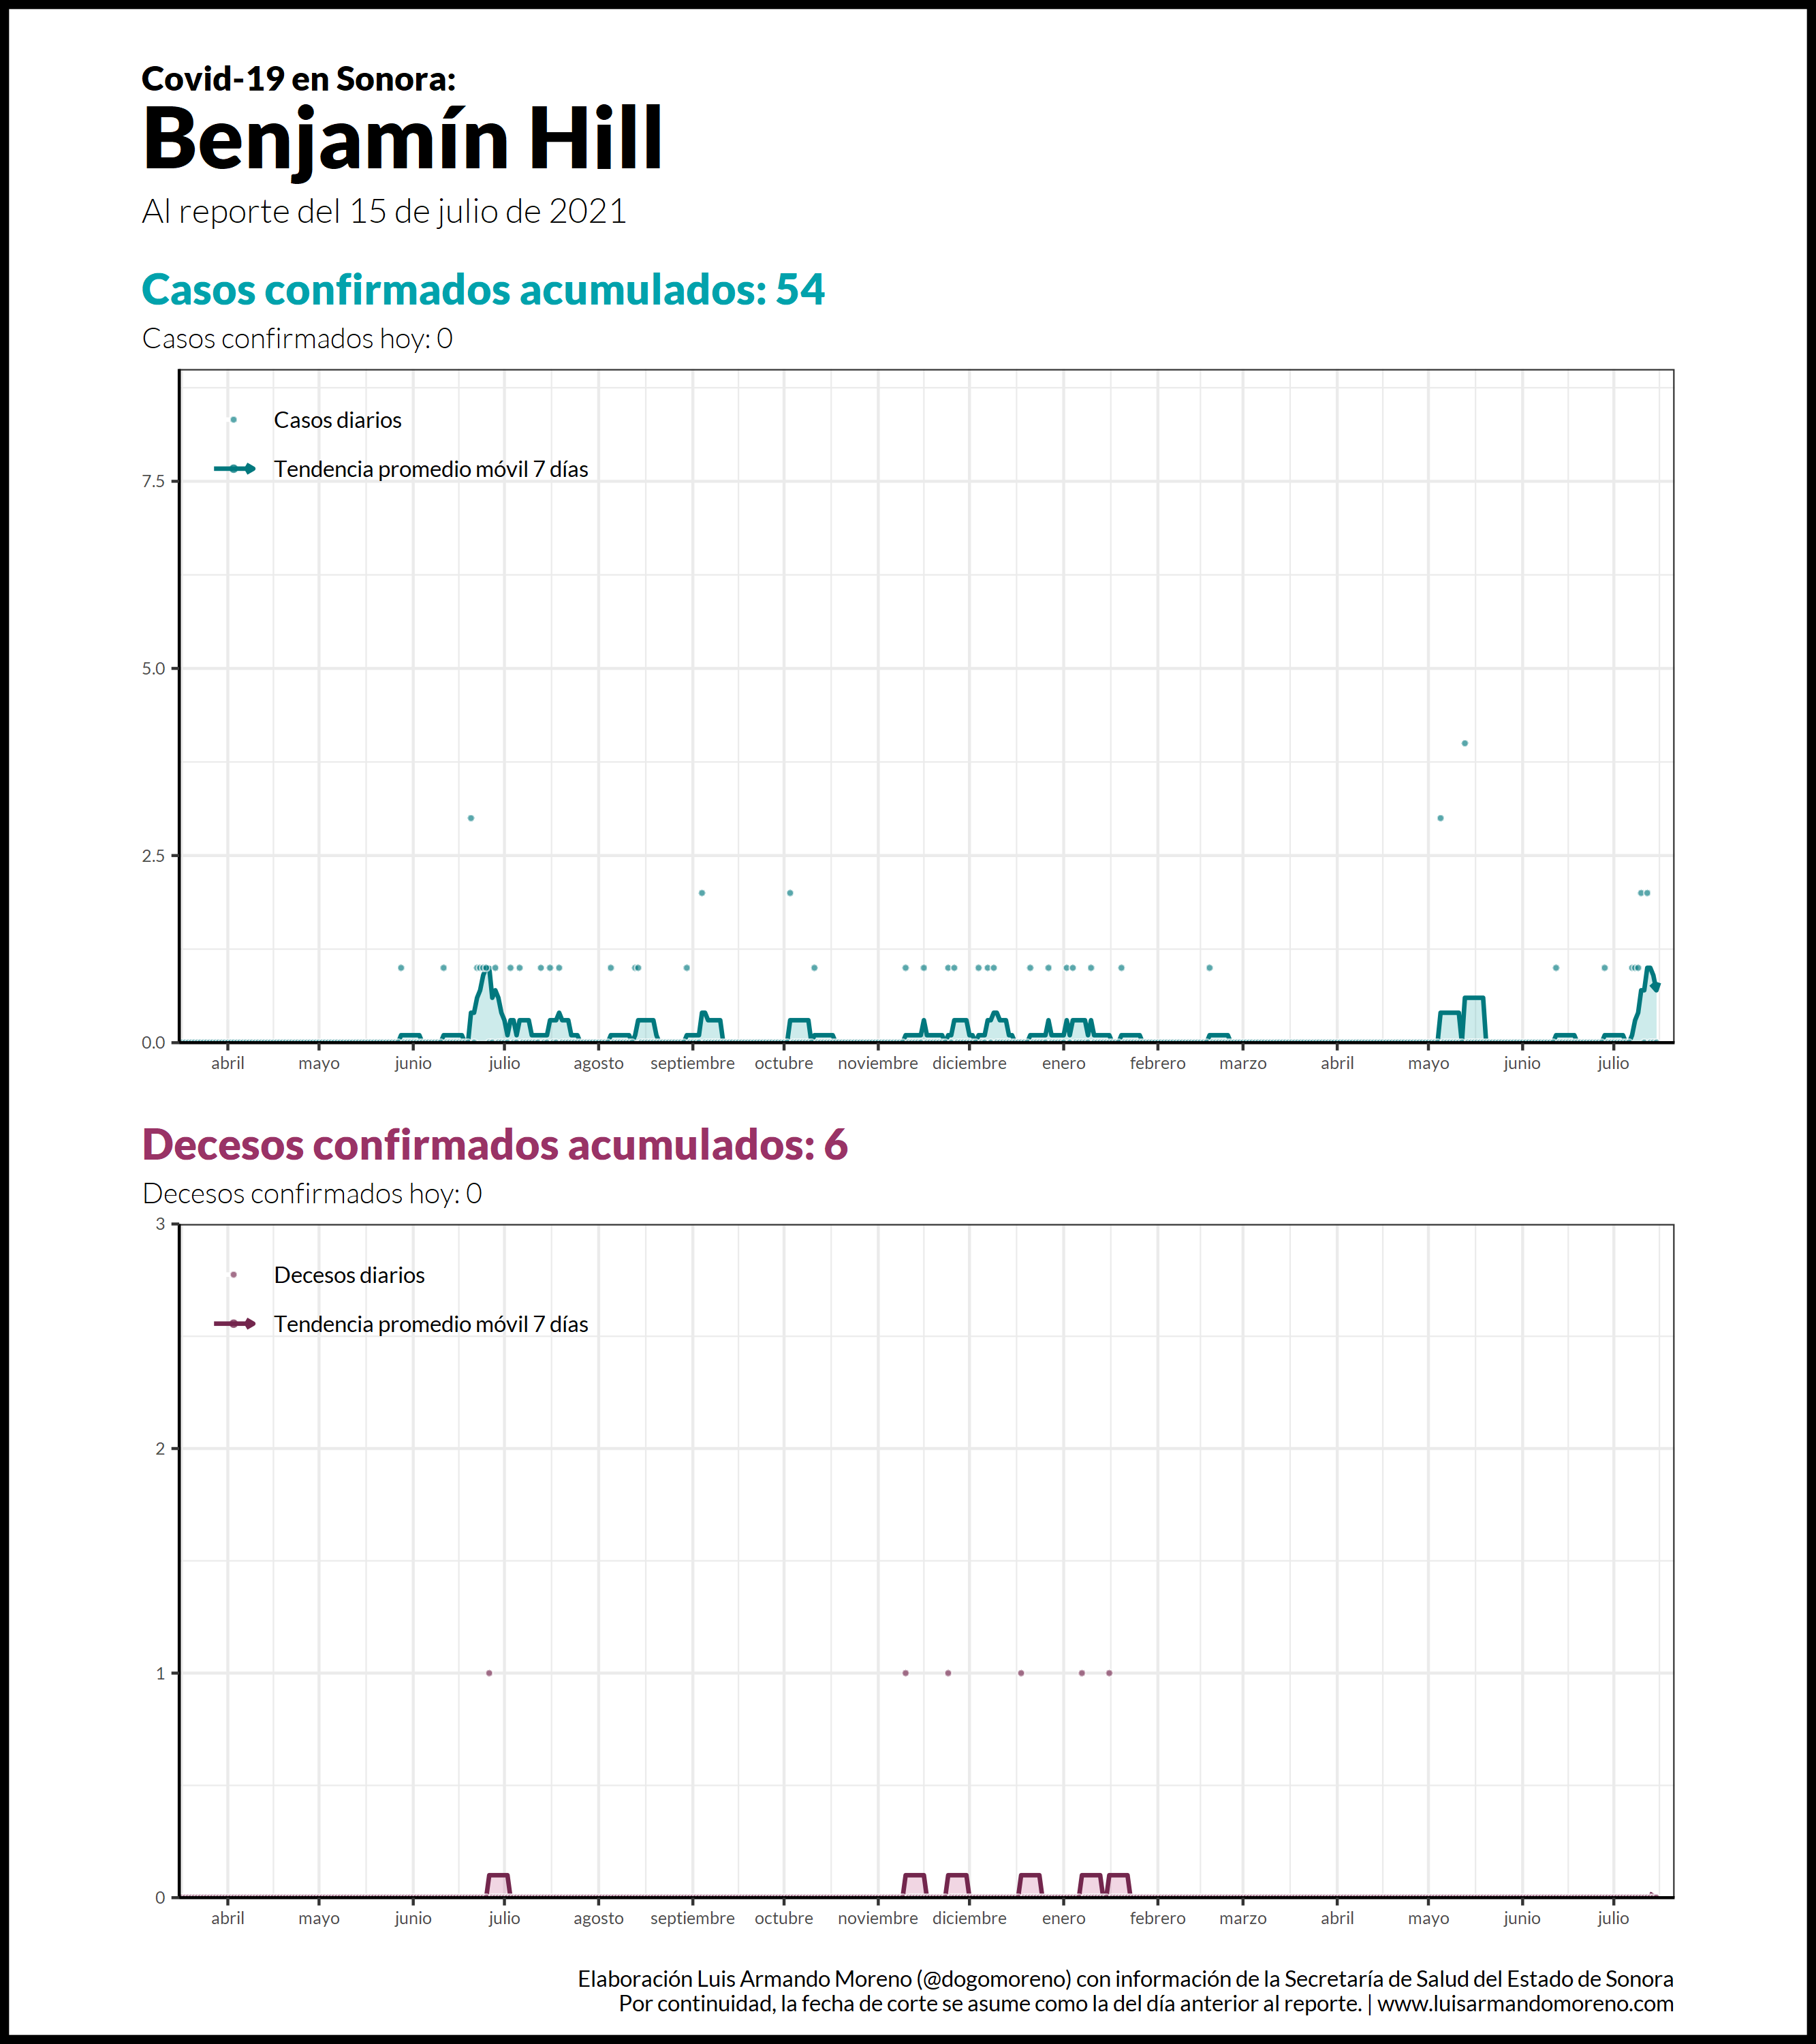 Covid-19 en Sonora:
Benjamín Hill
Al reporte del 15 de julio de 2021
Casos confirmados acumulados: 54
Casos confirmados hoy: 0
Casos diarios
Tendencia promedio móvil 7 días
7.5
5.0
2.5
0.0
abril mayo junio julio agosto septiembre octubre noviembre diciembre enero febrero marzo abril mayo junio julio
Decesos confirmados acumulados: 6
Decesos confirmados hoy: 0
3
Decesos diarios
Tendencia promedio móvil 7 días
2
1
0
abril mayo junio julio agosto septiembre octubre noviembre diciembre enero febrero marzo abril mayo junio julio
Elaboración Luis Armando Moreno (@dogomoreno) con información de la Secretaría de Salud del Estado de Sonora
Por continuidad, la fecha de corte se asume como la del día anterior al reporte. | www.luisarmandomoreno.com